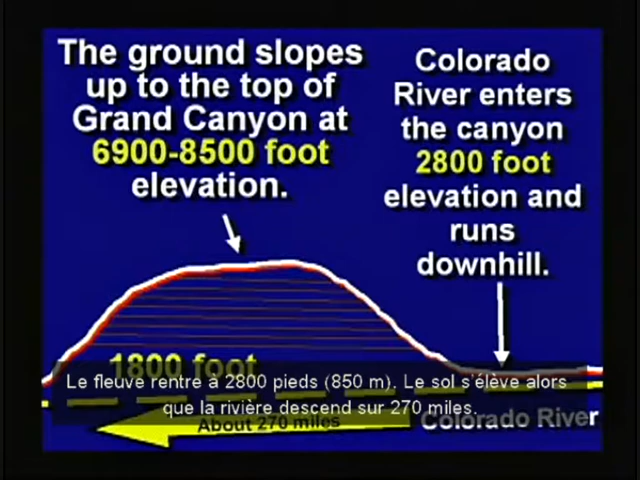 The ground slopes
up to the top of
Grand Canyon at
6900-8500 foot
elevation.
Colorado
River enters
the canyon
2800 foot
elevation and
runs
downhill.
1800 foot
Le fleuve rentre à 2800 pieds (850 m). Le sol s'élève alors
que la rivière descend sur 270 miles.
About 270 miles
Colorado River